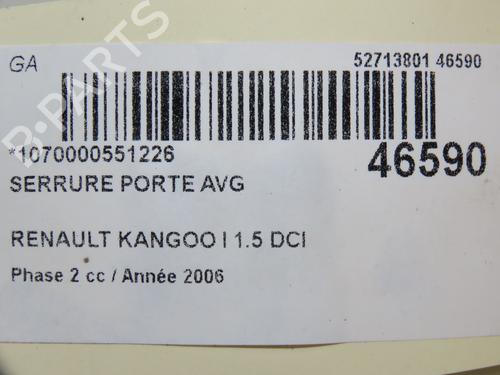 GA
52713801 46590
*1070000551226
46590
SERRURE PORTE AVG
RENAULT KANGOO I 1.5 DCI
Phase 2 cc / Année 2006
B-PARTS